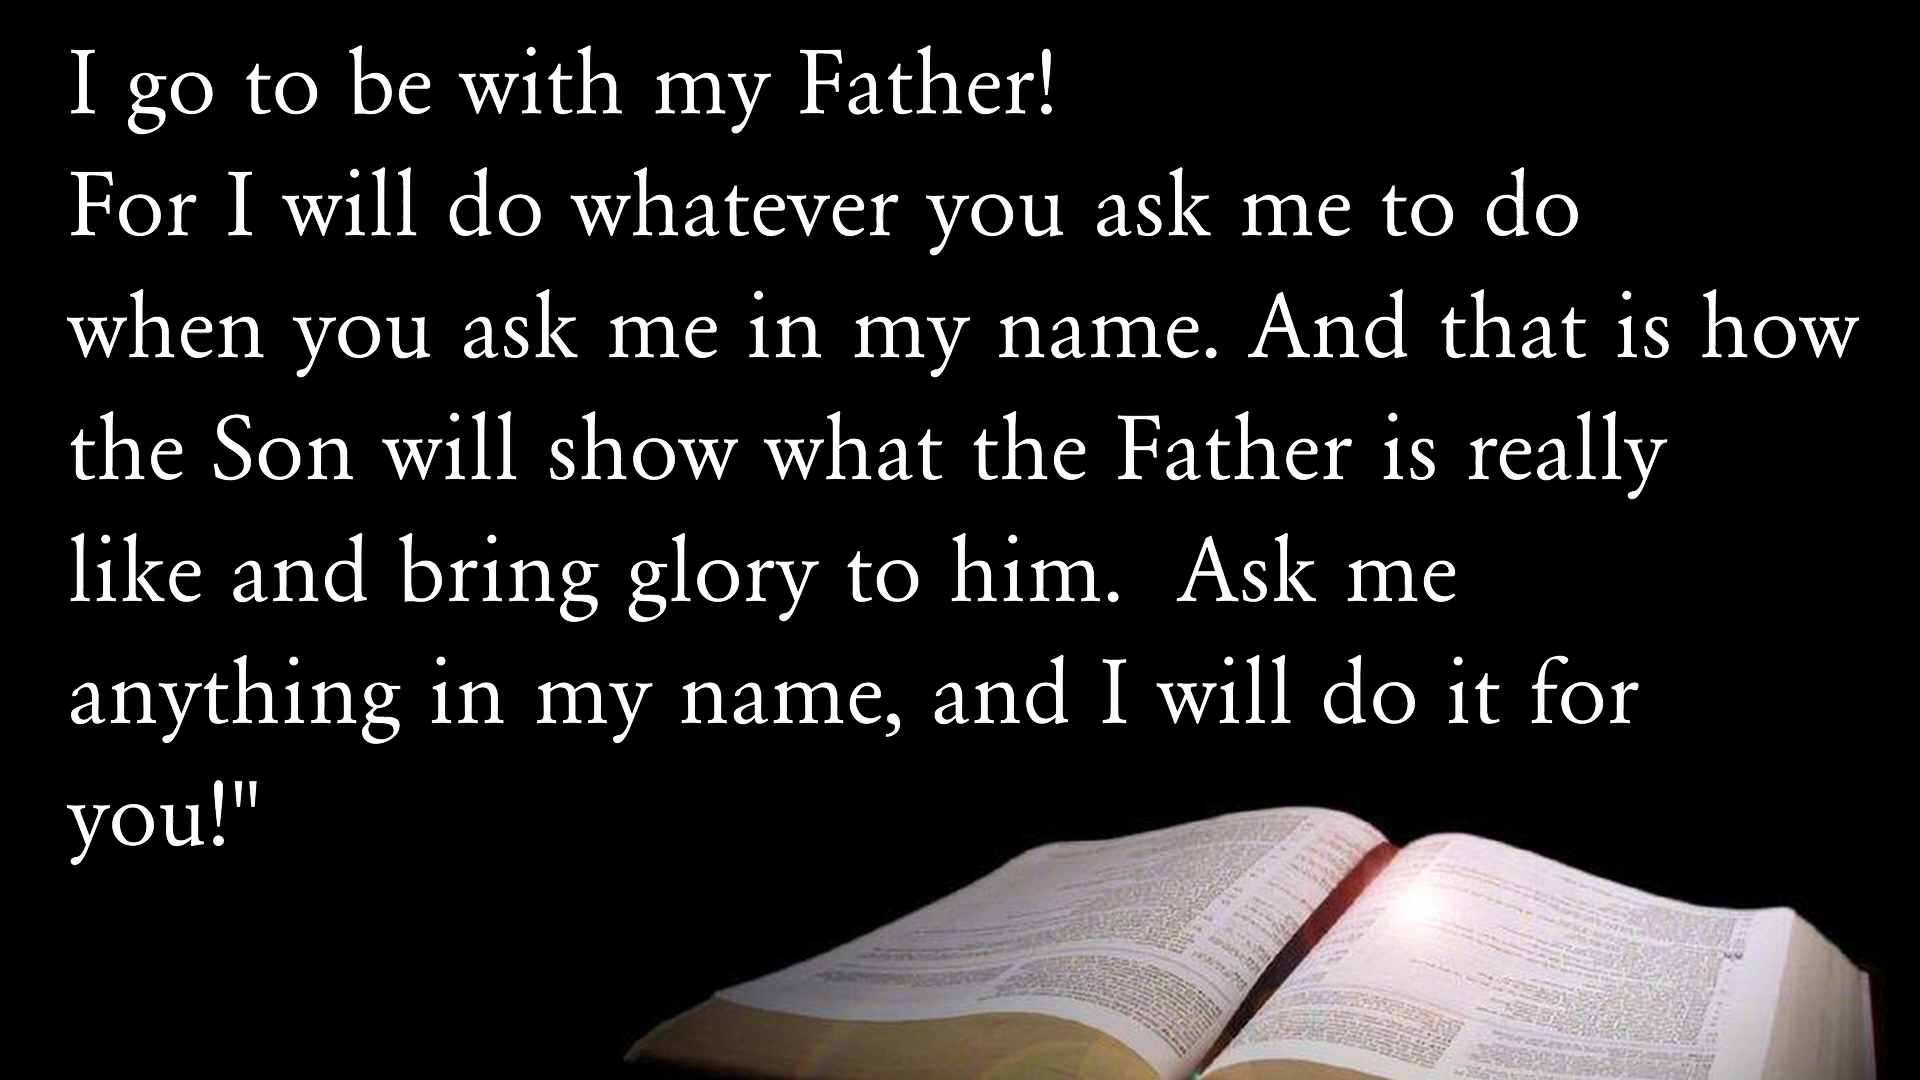 I go to be with my Father!
For I will do whatever you ask me to do
when you ask me in my name. And that is how
the Son will show what the Father is really
like and bring glory to him.  Ask me
anything in my name, and I will do it for
you!"